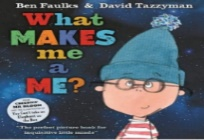 Ben Faulks & David Tazzyman
What
MAKES
me
a
ME?
"The perfect picture book for
inquisitive little minds"